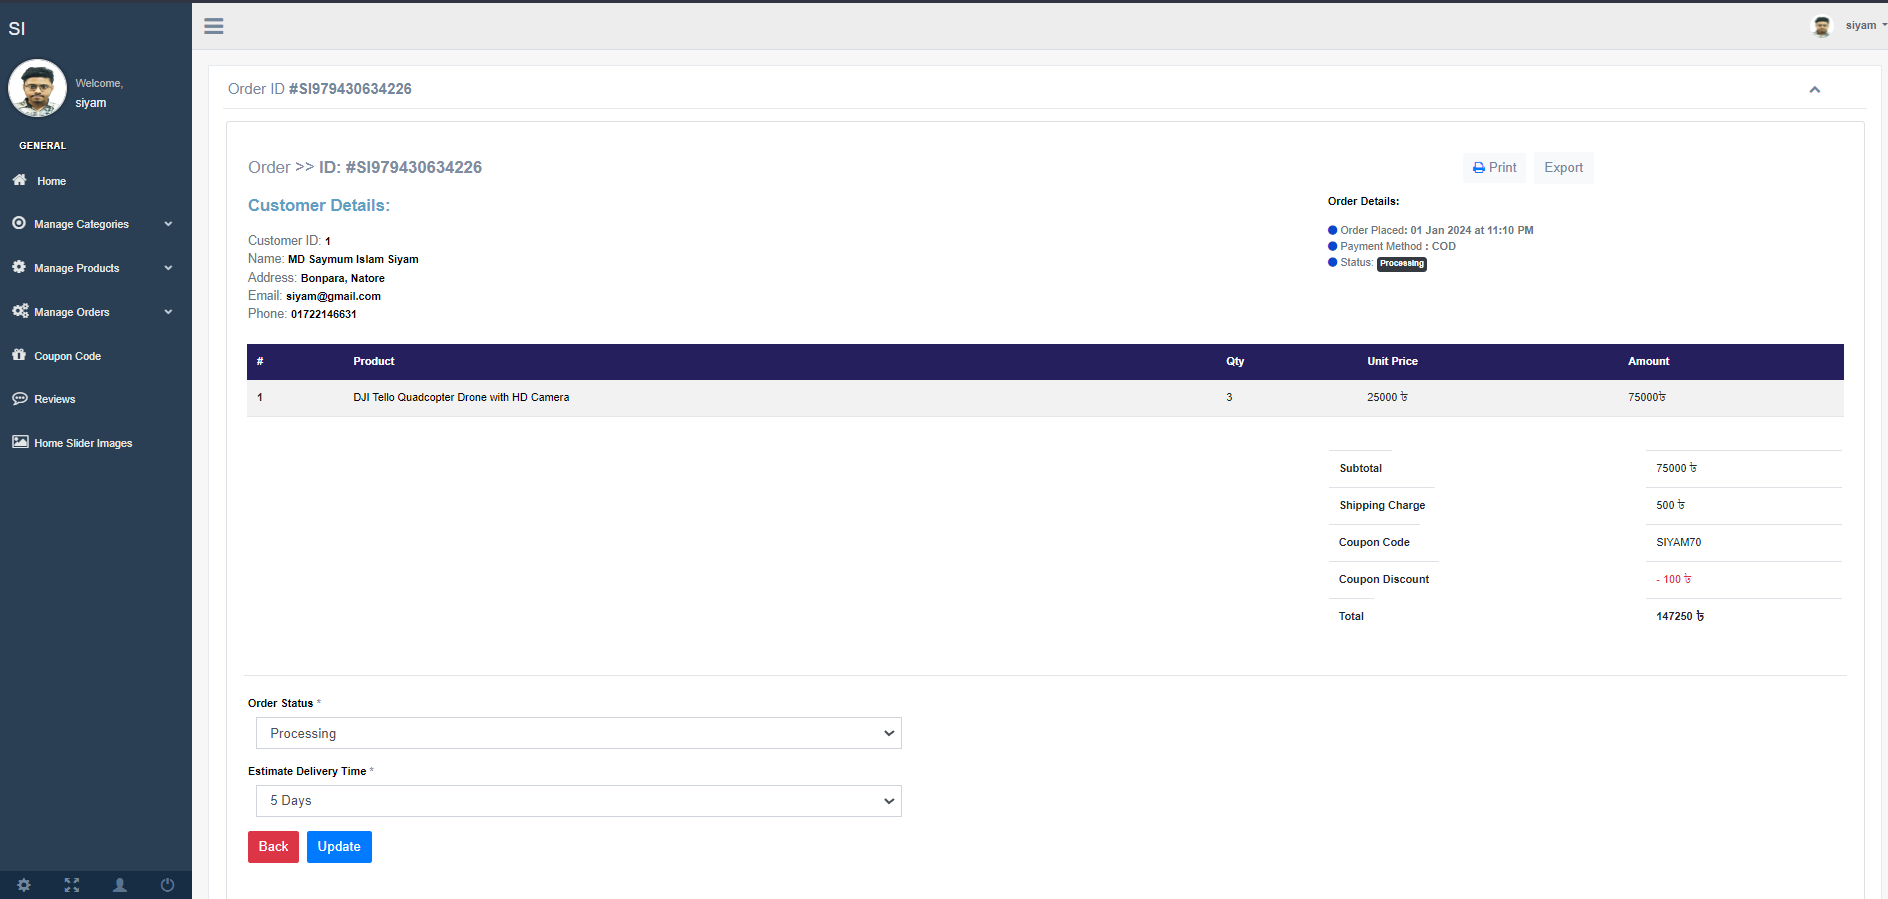 SI
siyam
Welcome,
siyam
GENERAL
Home
Manage Categories
Manage Products
Manage Orders
Coupon Code
Reviews
Home Slider Images
Order ID #SI979430634226
Order >> ID: #SI979430634226
Print
Export
Customer Details:
Customer ID: 1
Name: MD Saymum Islam Siyam
Address: Bonpara, Natore
Email: siyam@gmail.com
Phone: 01722146631
Order Details:
Order Placed: 01 Jan 2024 at 11:10 PM
Payment Method : COD
Status: Processing
# Product Qty Unit Price Amount
1 DJI Tello Quadcopter Drone with HD Camera 3 25000 ৳ 75000৳
Subtotal 75000 ৳
Shipping Charge 500 ৳
Coupon Code SIYAM70
Coupon Discount - 100 ৳
Total 147250 ৳
Order Status *
Processing
Estimate Delivery Time *
5 Days
Back Update